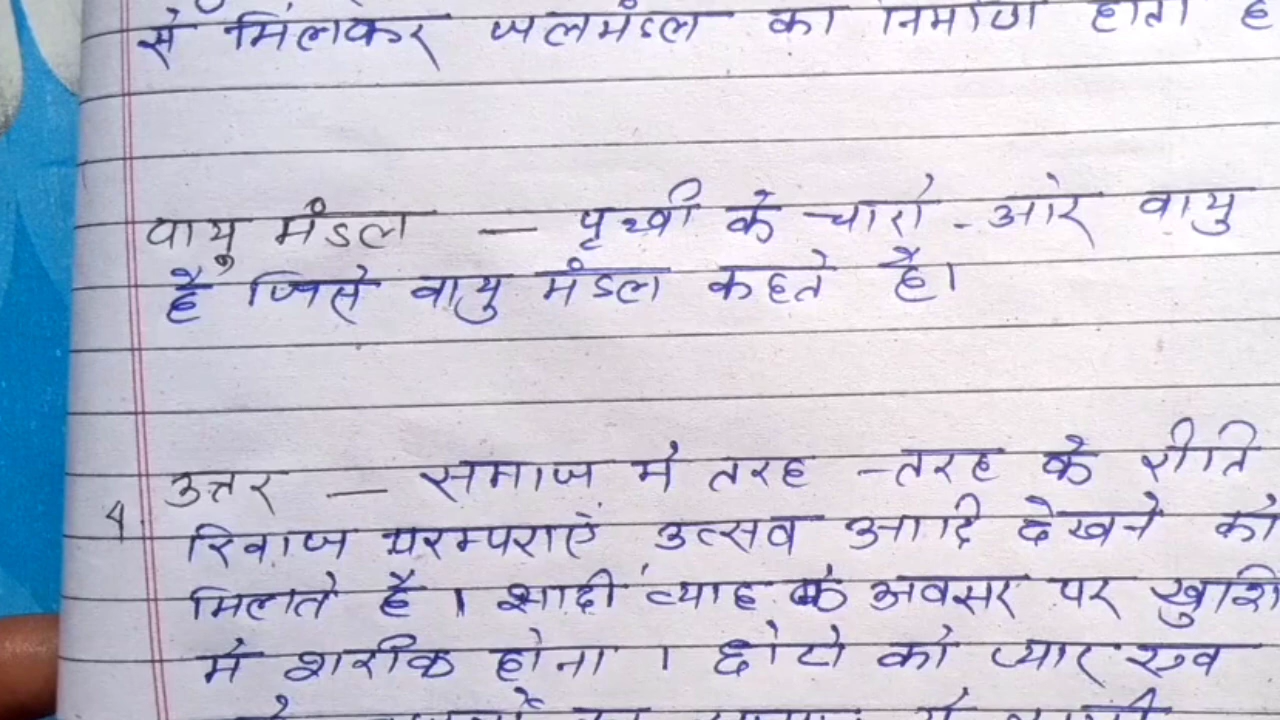 से मिलकर जलमंडल का निर्माण होता है
वायु मंडल — पृथ्वी के चारो - ओर वायु
है जिसे वायु मंडल कहते है।
4 उत्तर — समाज मे तरह - तरह के रीति
रिवाज परम्पराएं उत्सव आदि देखने को
मिलते है । शादी व्याह के अवसर पर खुशि
मे शरीक होना । छोटो को प्यार एव